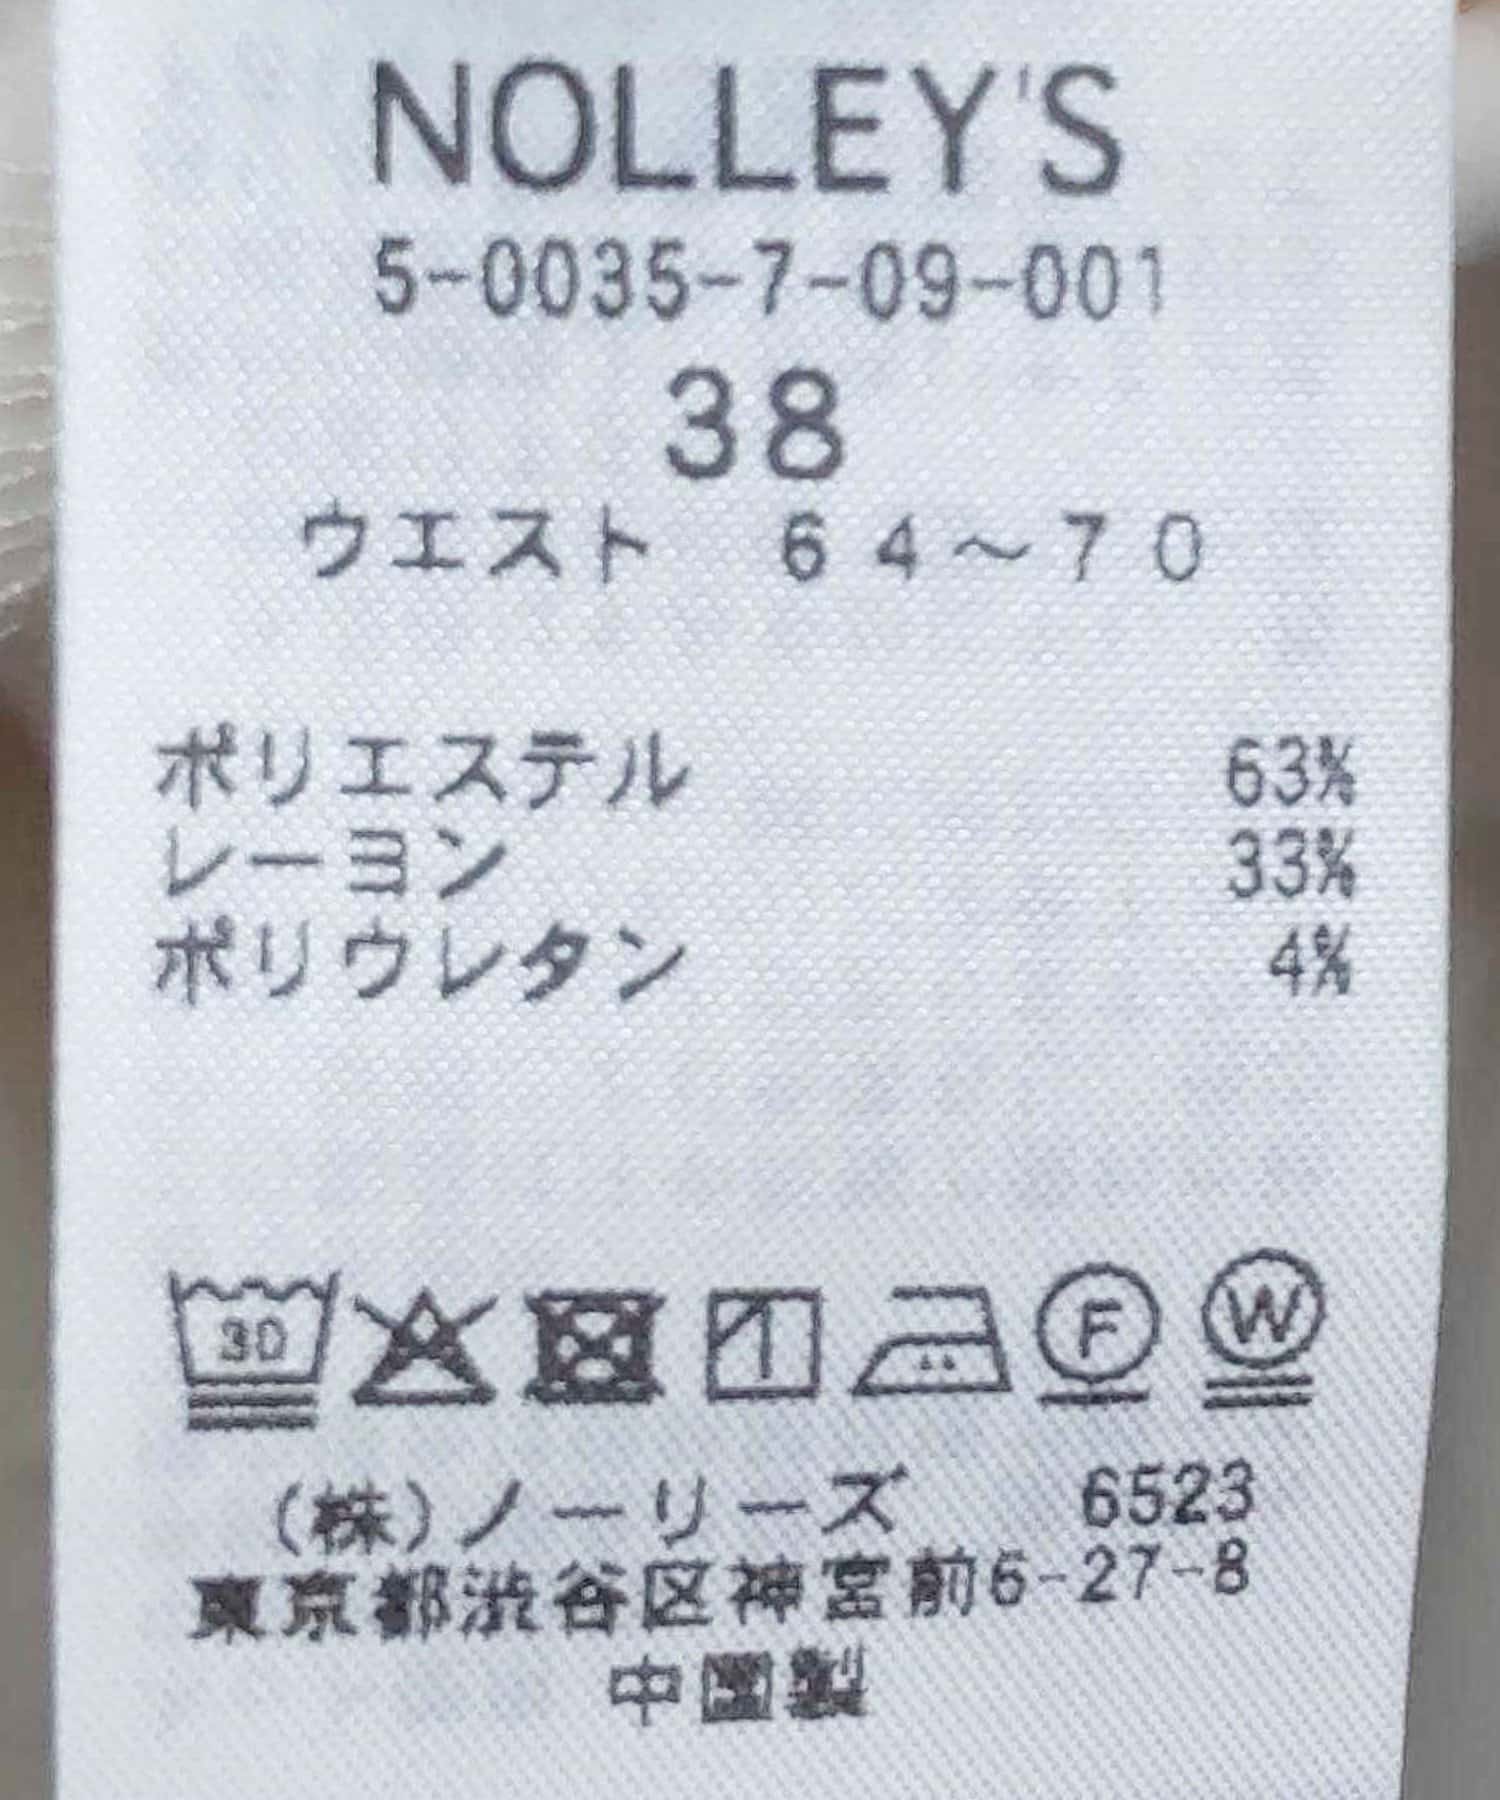 NOLLEY'S
5-0035-7-09-001
38
ウエスト　６４～７０
ポリエステル 63%
レーヨン 33%
ポリウレタン 4%
30 F W
(株)ノーリーズ 6523
東京都渋谷区神宮前6-27-8
中国製